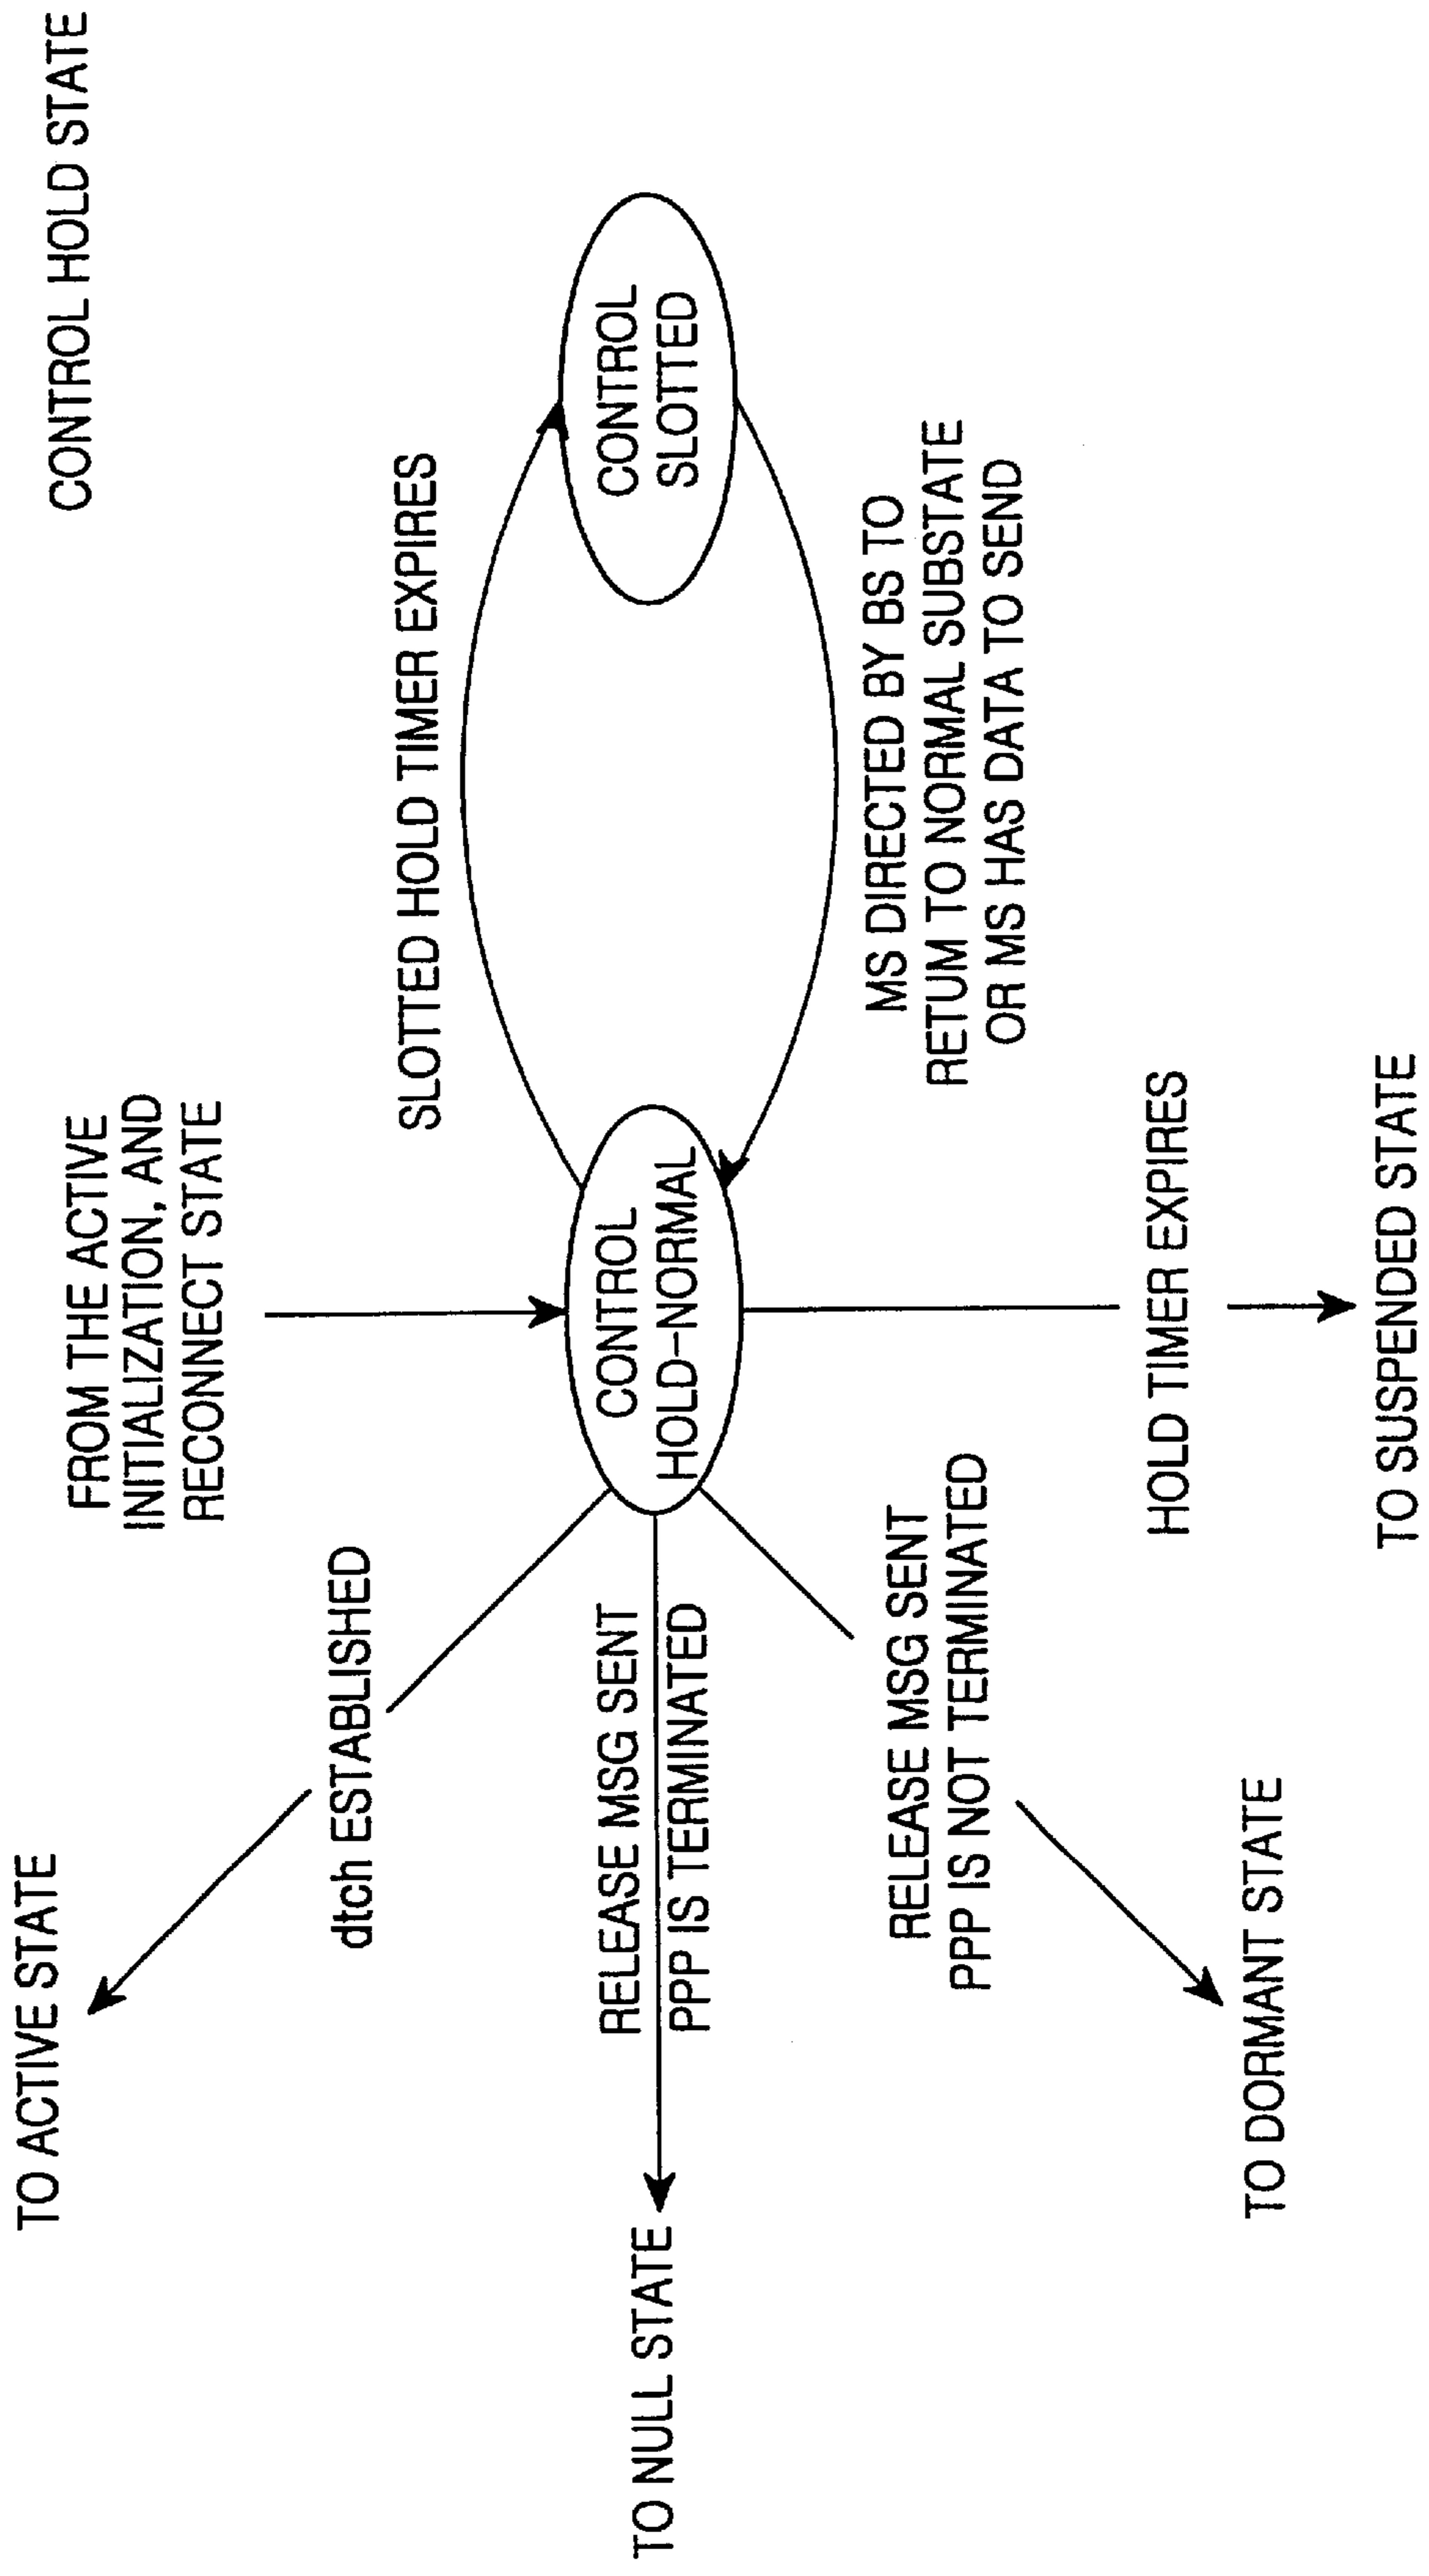 CONTROL HOLD STATE
FROM THE ACTIVE
INITIALIZATION, AND
RECONNECT STATE
TO ACTIVE STATE
dtch ESTABLISHED
SLOTTED HOLD TIMER EXPIRES
TO NULL STATE
RELEASE MSG SENT
PPP IS TERMINATED
CONTROL
HOLD-NORMAL
CONTROL
SLOTTED
MS DIRECTED BY BS TO
RETUM TO NORMAL SUBSTATE
OR MS HAS DATA TO SEND
RELEASE MSG SENT
PPP IS NOT TERMINATED
TO DORMANT STATE
HOLD TIMER EXPIRES
TO SUSPENDED STATE